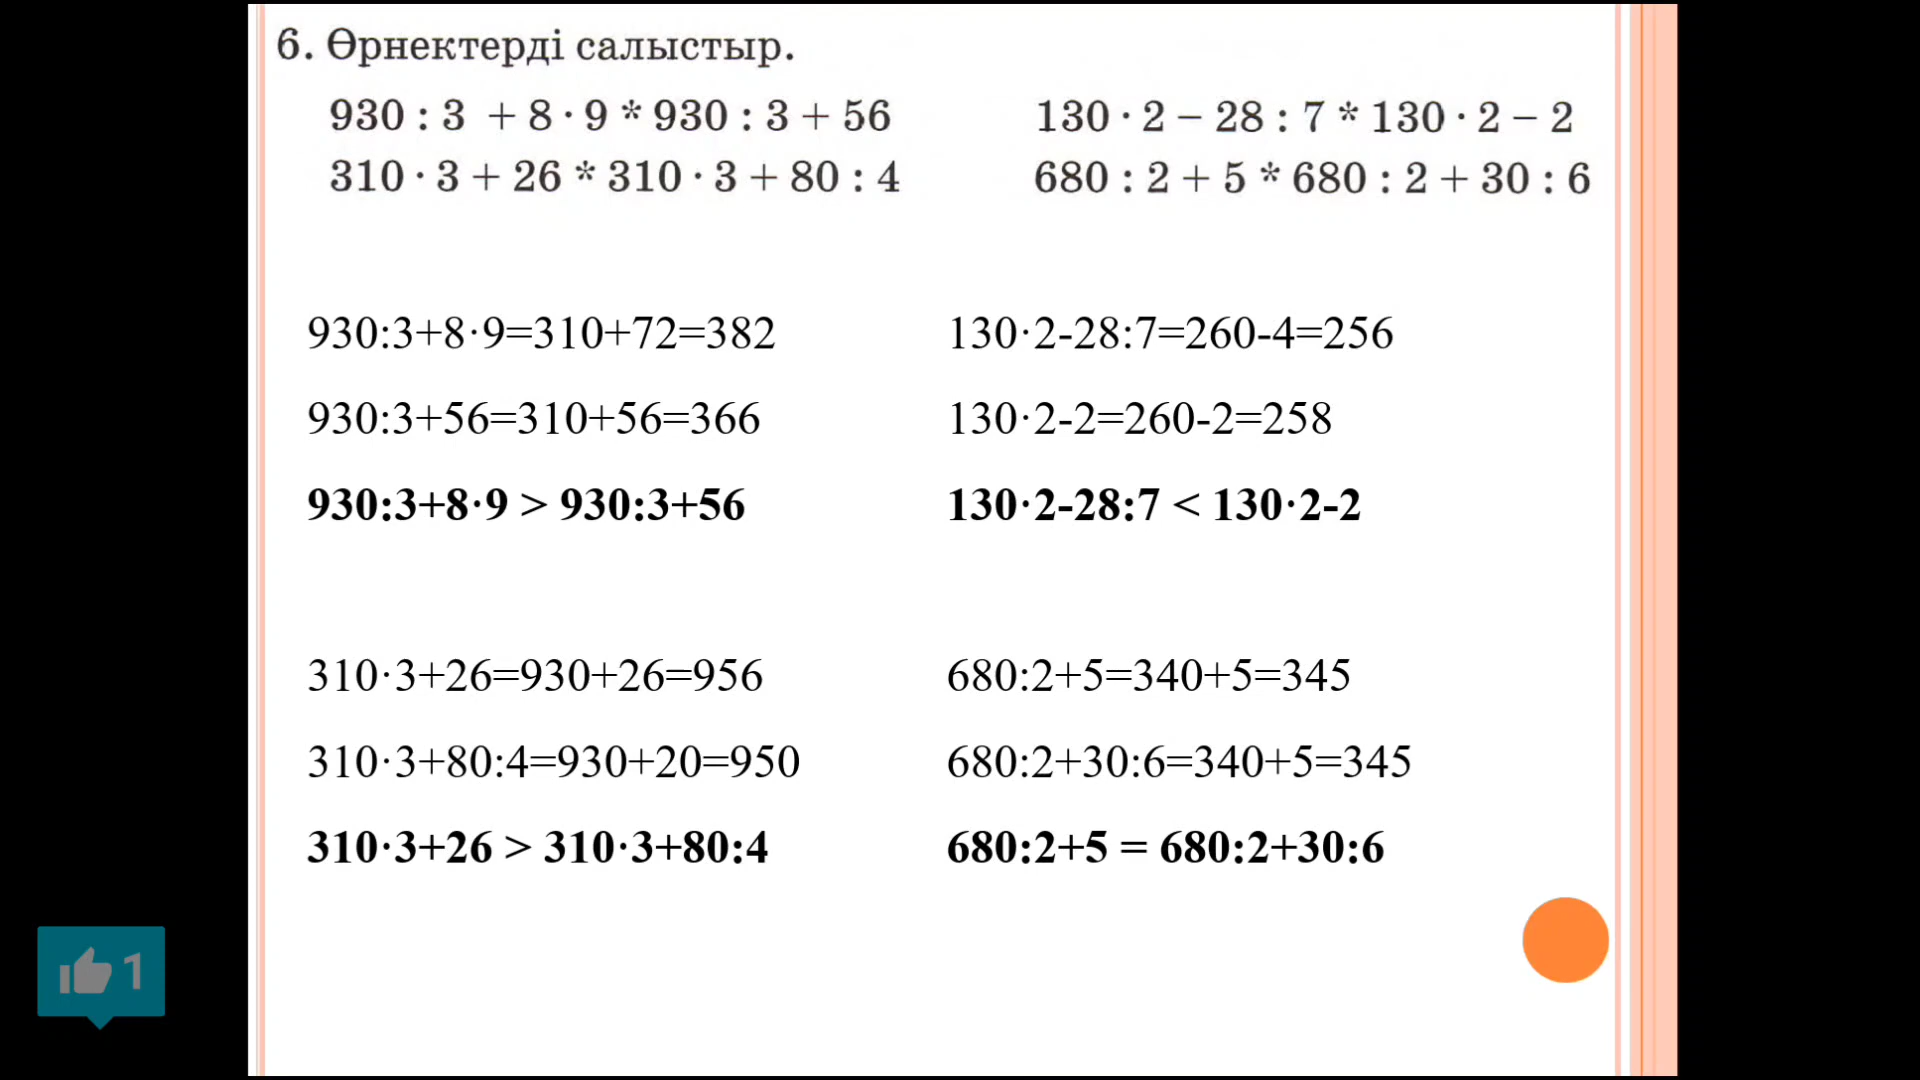 6. Өрнектерді салыстыр.
930 : 3 + 8 · 9 * 930 : 3 + 56
130 · 2 – 28 : 7 * 130 · 2 – 2
310 · 3 + 26 * 310 · 3 + 80 : 4
680 : 2 + 5 * 680 : 2 + 30 : 6
930:3+8·9=310+72=382
930:3+56=310+56=366
930:3+8·9 > 930:3+56
130·2-28:7=260-4=256
130·2-2=260-2=258
130·2-28:7 < 130·2-2
310·3+26=930+26=956
310·3+80:4=930+20=950
310·3+26 > 310·3+80:4
680:2+5=340+5=345
680:2+30:6=340+5=345
680:2+5 = 680:2+30:6
1